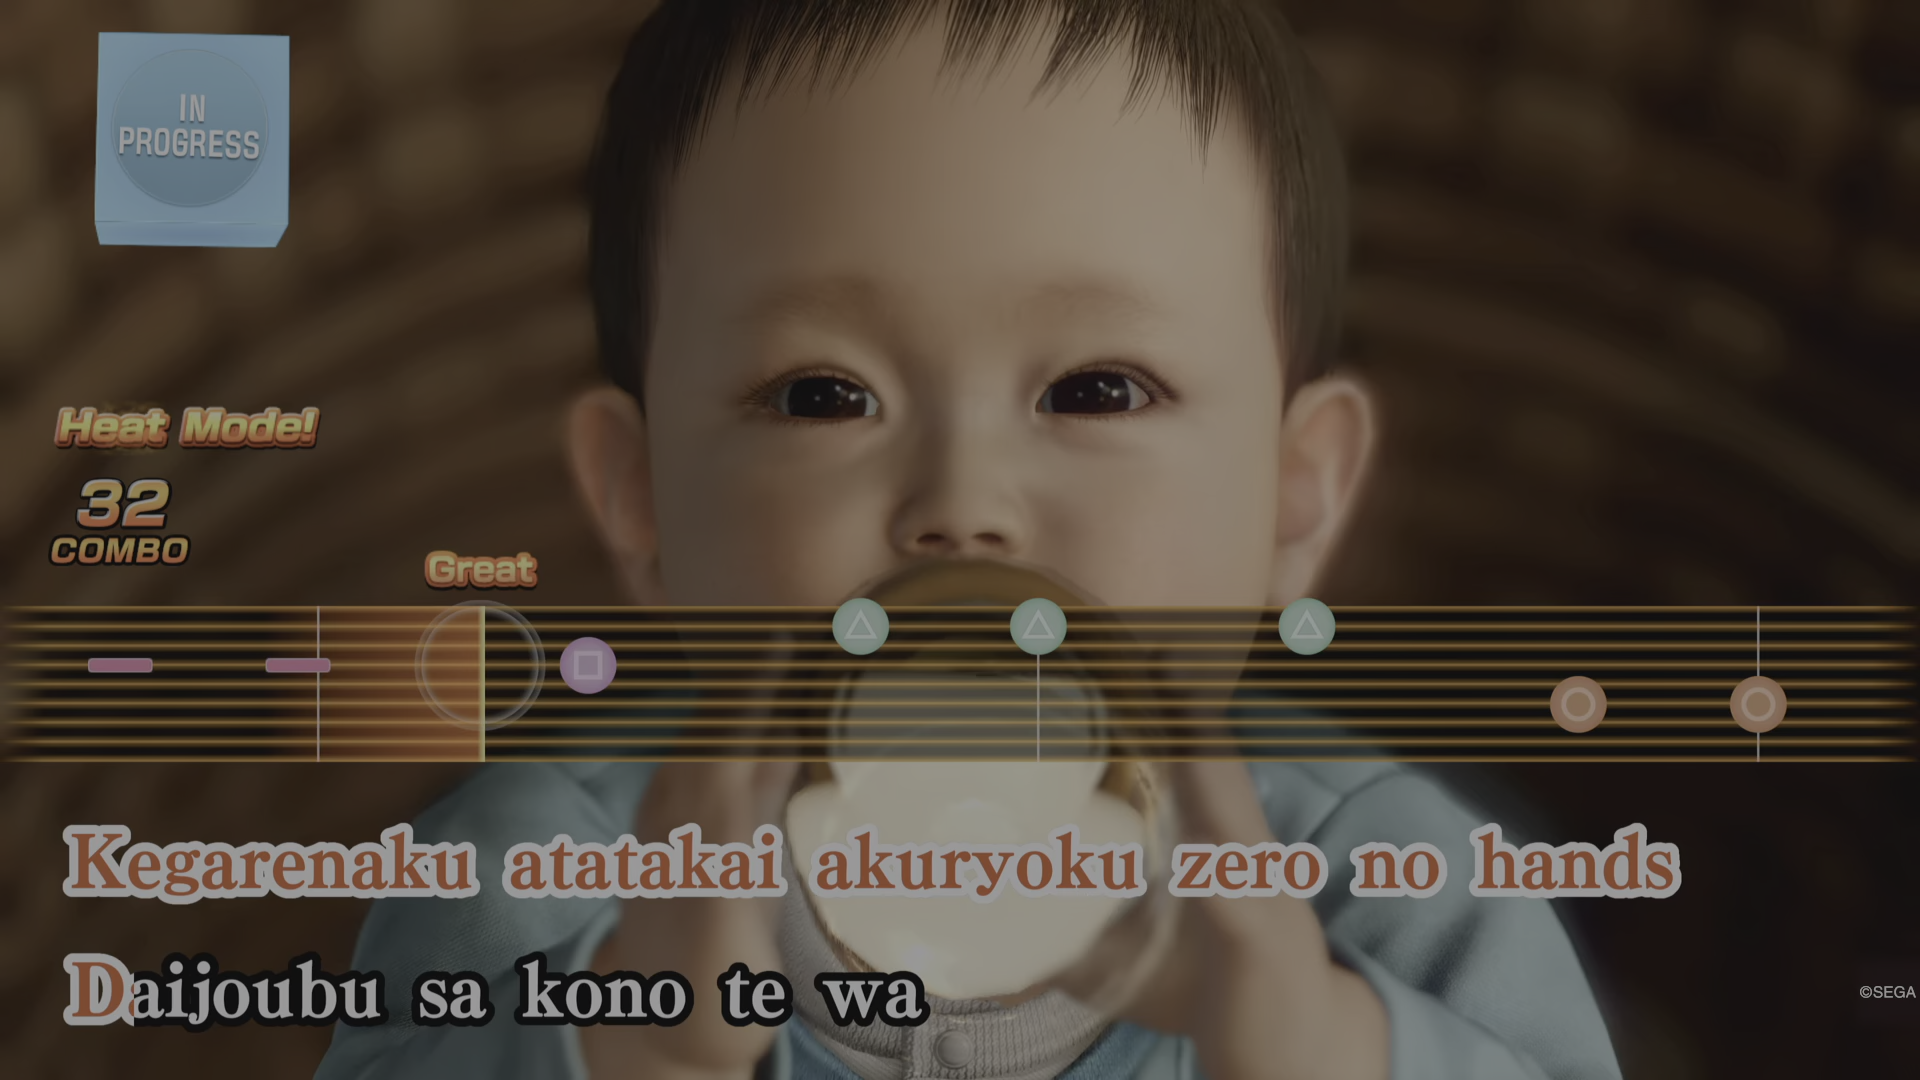 IN
PROGRESS
Heat Mode!
32
COMBO
Great
Kegarenaku atatakai akuryoku zero no hands
Daijoubu sa kono te wa
©SEGA